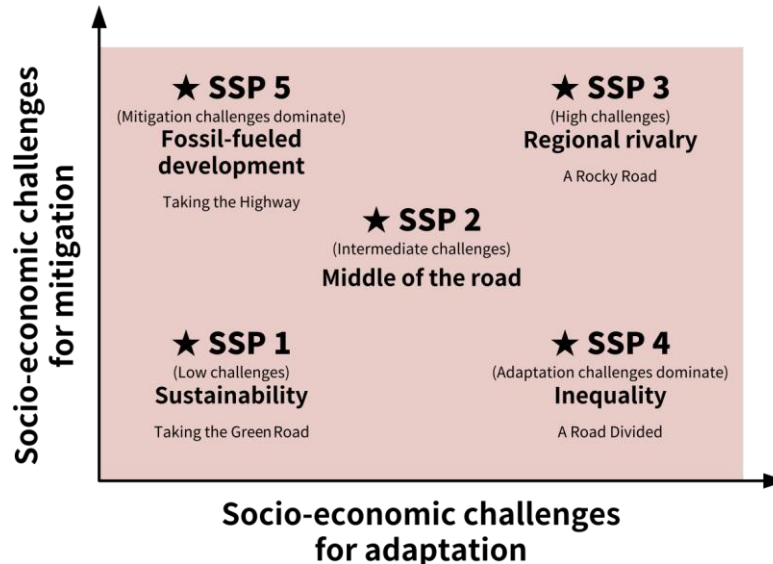 Socio-economic challenges
for mitigation
★ SSP 5
(Mitigation challenges dominate)
Fossil-fueled
development
Taking the Highway
★ SSP 3
(High challenges)
Regional rivalry
A Rocky Road
★ SSP 2
(Intermediate challenges)
Middle of the road
★ SSP 1
(Low challenges)
Sustainability
Taking the Green Road
★ SSP 4
(Adaptation challenges dominate)
Inequality
A Road Divided
Socio-economic challenges
for adaptation